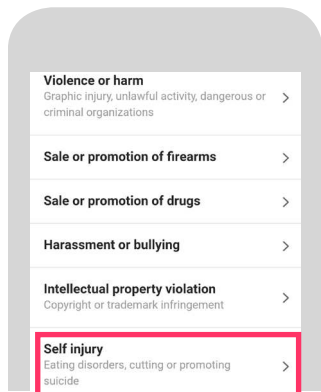 Violence or harm
Graphic injury, unlawful activity, dangerous or
criminal organizations
Sale or promotion of firearms
Sale or promotion of drugs
Harassment or bullying
Intellectual property violation
Copyright or trademark infringement
Self injury
Eating disorders, cutting or promoting
suicide